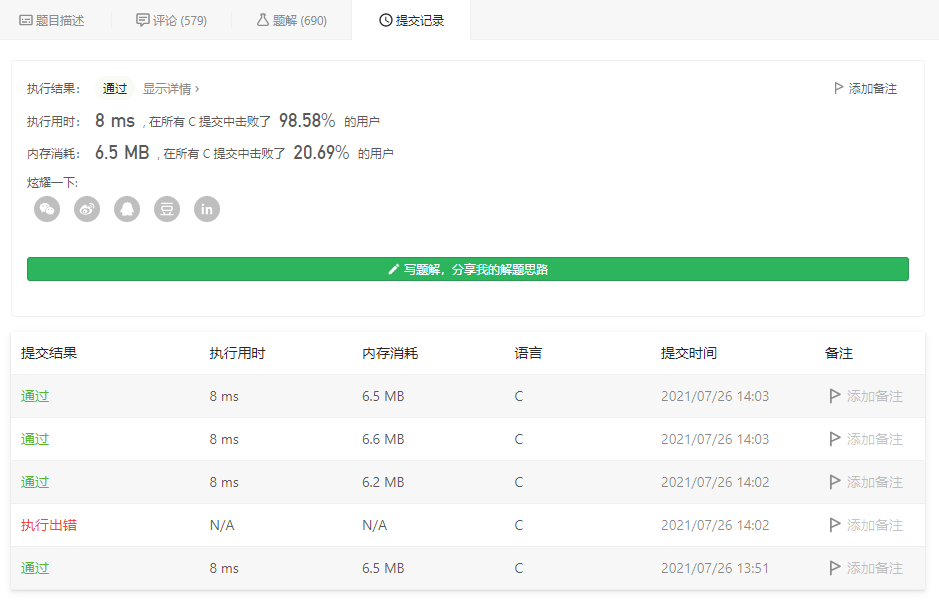 题目描述 评论 (579) 题解 (690) 提交记录
执行结果： 通过 显示详情 › 添加备注
执行用时： 8 ms , 在所有 C 提交中击败了 98.58% 的用户
内存消耗： 6.5 MB , 在所有 C 提交中击败了 20.69% 的用户
炫耀一下:
豆 in
写题解，分享我的解题思路
提交结果 执行用时 内存消耗 语言 提交时间 备注
通过 8 ms 6.5 MB C 2021/07/26 14:03 添加备注
通过 8 ms 6.6 MB C 2021/07/26 14:03 添加备注
通过 8 ms 6.2 MB C 2021/07/26 14:02 添加备注
执行出错 N/A N/A C 2021/07/26 14:02 添加备注
通过 8 ms 6.5 MB C 2021/07/26 13:51 添加备注